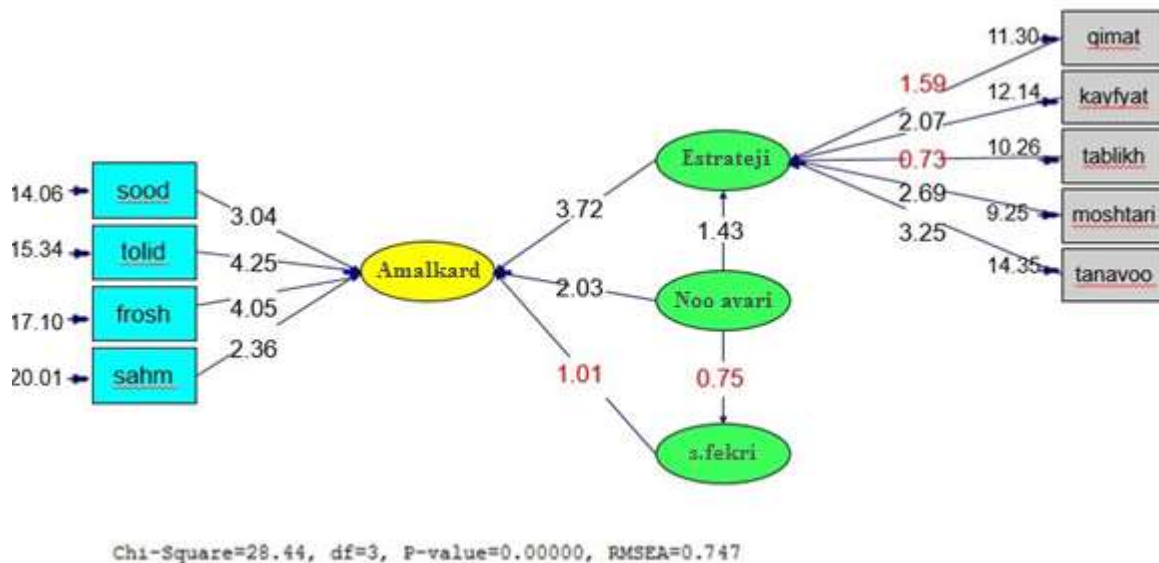 11.30
qimat
1.59
12.14
kayfyat
2.07
Estrateji
0.73
10.26
tablikh
14.06
sood
2.69
9.25
moshtari
3.04
3.72
3.25
15.34
tolid
1.43
14.35
tanavoo
4.25
Amalkard
2.03
Noo avari
17.10
frosh
4.05
2.36
20.01
sahm
1.01
0.75
s.fekri
Chi-Square=28.44, df=3, P-value=0.00000, RMSEA=0.747